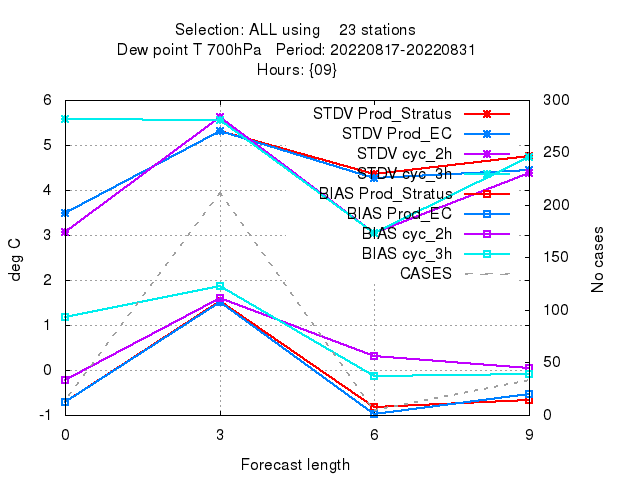 Selection: ALL using    23 stations
Dew point T 700hPa   Period: 20220817-20220831
Hours: {09}
6
5
4
3
2
1
0
-1
deg C
300
250
200
150
100
50
0
No cases
STDV Prod_Stratus
STDV Prod_EC
STDV cyc_2h
STDV cyc_3h
BIAS Prod_Stratus
BIAS Prod_EC
BIAS cyc_2h
BIAS cyc_3h
CASES
0 3 6 9
Forecast length